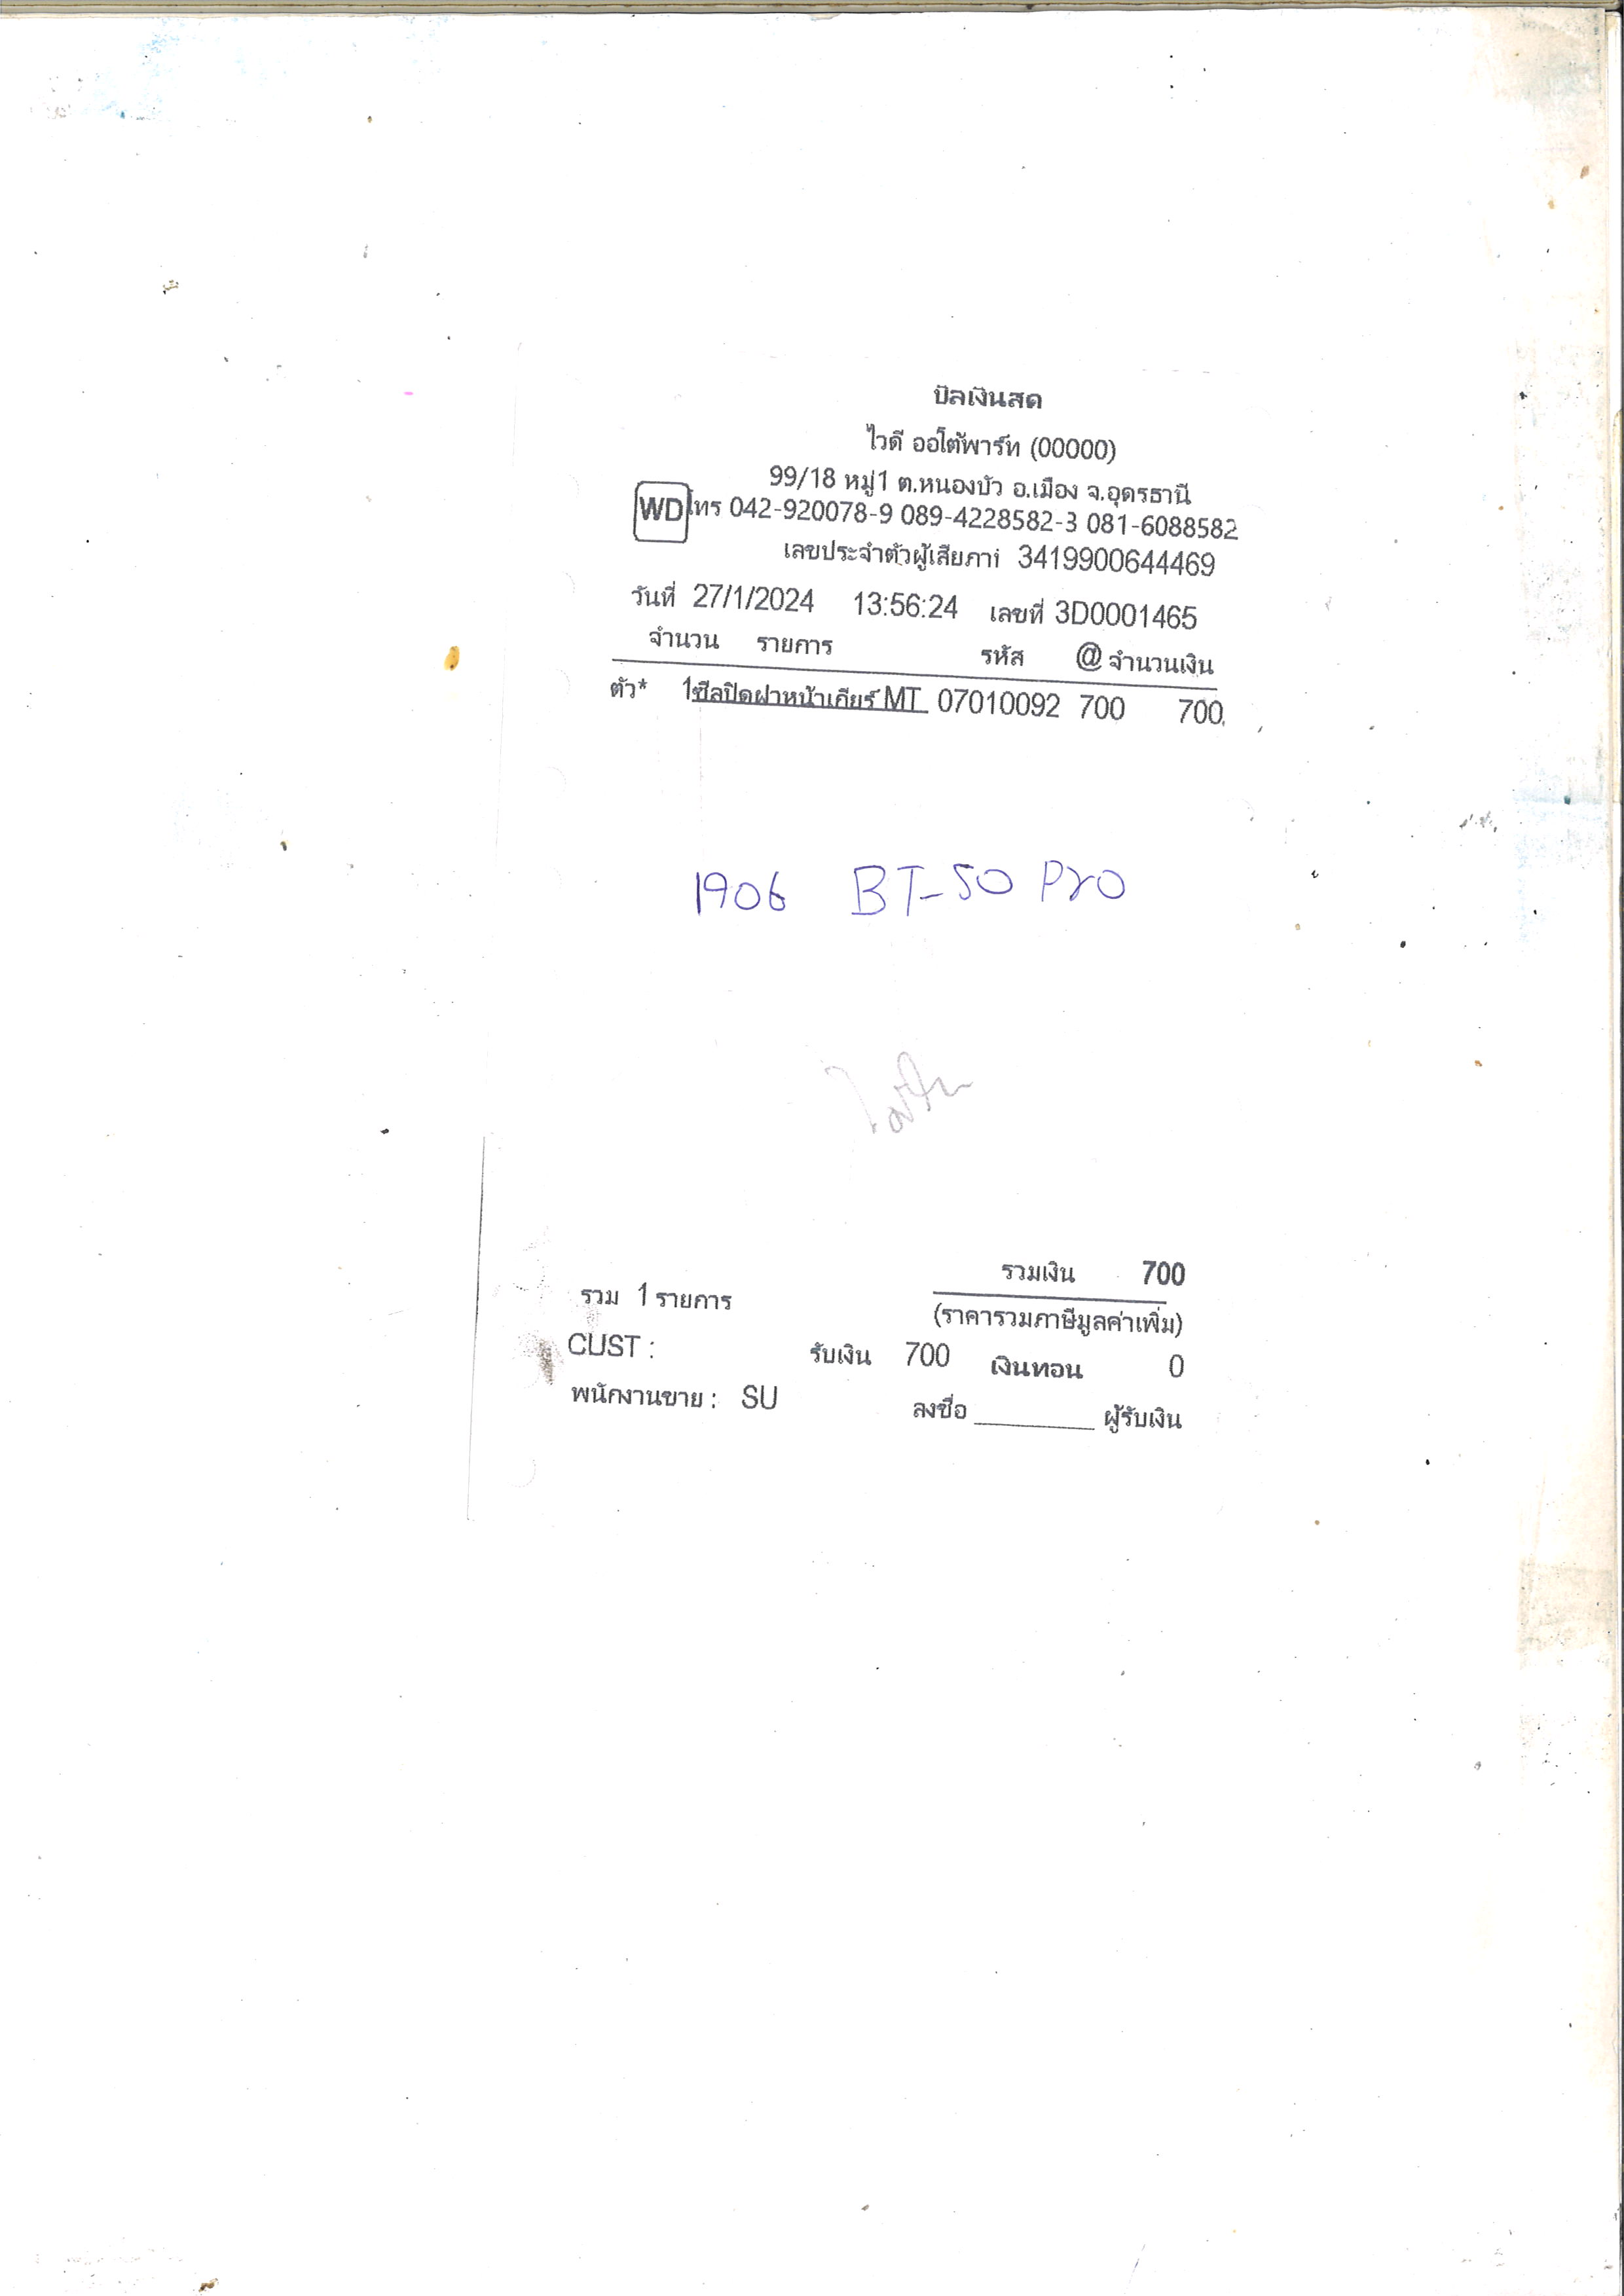 บิลเงินสด
ไวดี ออโต้พาร์ท (00000)
99/18 หมู่1 ต.หนองบัว อ.เมือง จ.อุดรธานี
WD โทร 042-920078-9 089-4228582-3 081-6088582
เลขประจำตัวผู้เสียภาษี 3419900644469
วันที่ 27/1/2024 13:56:24 เลขที่ 3D0001465
จำนวน รายการ รหัส @ จำนวนเงิน
ตัว* 1 ซีลปิดฝาหน้าเกียร์ MT 07010092 700 700
1906 BT-50 Pro
รวมเงิน 700
รวม 1 รายการ
(ราคารวมภาษีมูลค่าเพิ่ม)
CUST : รับเงิน 700 เงินทอน 0
พนักงานขาย : SU ลงชื่อ ________ ผู้รับเงิน